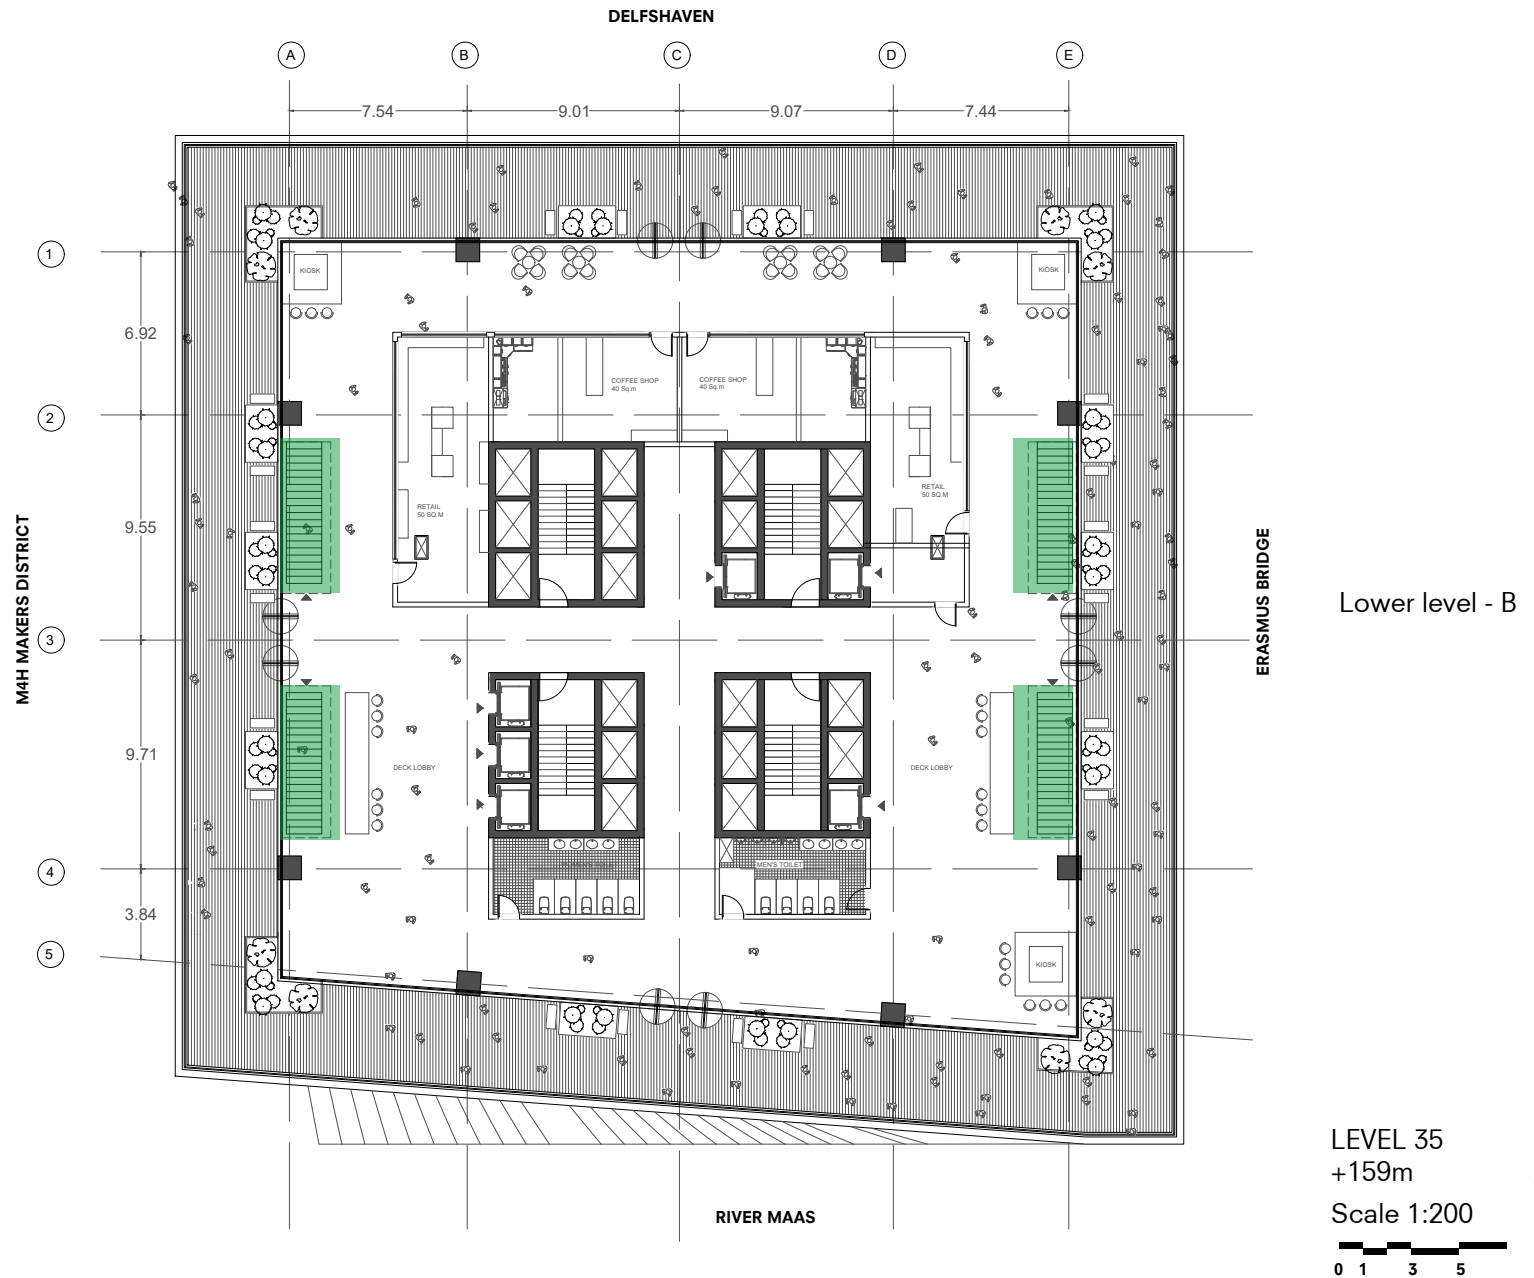 DELFSHAVEN
A B C D E
7.54 9.01 9.07 7.44
1
KIOSK KIOSK
6.92
COFFEE SHOP
40 Sq.m
COFFEE SHOP
40 Sq.m
2
RETAIL
50 SQ.M
RETAIL
50 SQ.M
9.55
M4H MAKERS DISTRICT
ERASMUS BRIDGE
Lower level - B
3
9.71
DECK LOBBY DECK LOBBY
WOMEN'S TOILET MEN'S TOILET
4
3.84
5
KIOSK
LEVEL 35
+159m
RIVER MAAS
Scale 1:200
0 1 3 5